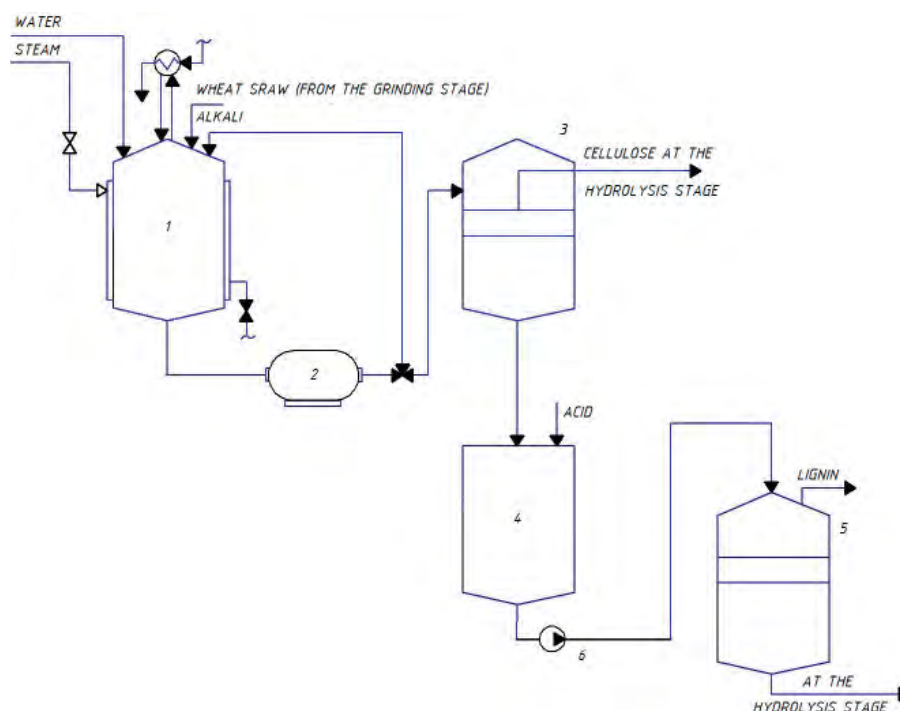 WATER
STEAM
WHEAT SRAW (FROM THE GRINDING STAGE)
ALKALI
3
CELLULOSE AT THE
HYDROLYSIS STAGE
1
2
ACID
LIGNIN
4
5
6
AT THE
HYDROLYSIS STAGE